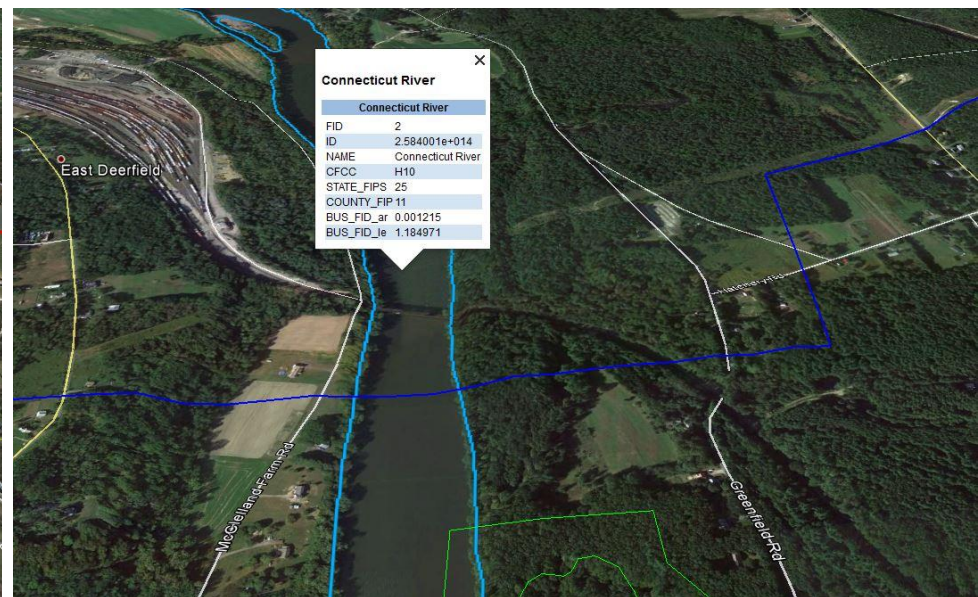 Connecticut River
Connecticut River
FID 2
ID 2.584001e+014
NAME Connecticut River
CFCC H10
STATE_FIPS 25
COUNTY_FIP 11
BUS_FID_ar 0.001215
BUS_FID_le 1.184971
East Deerfield
McClelland Farm Rd
Greenfield Rd